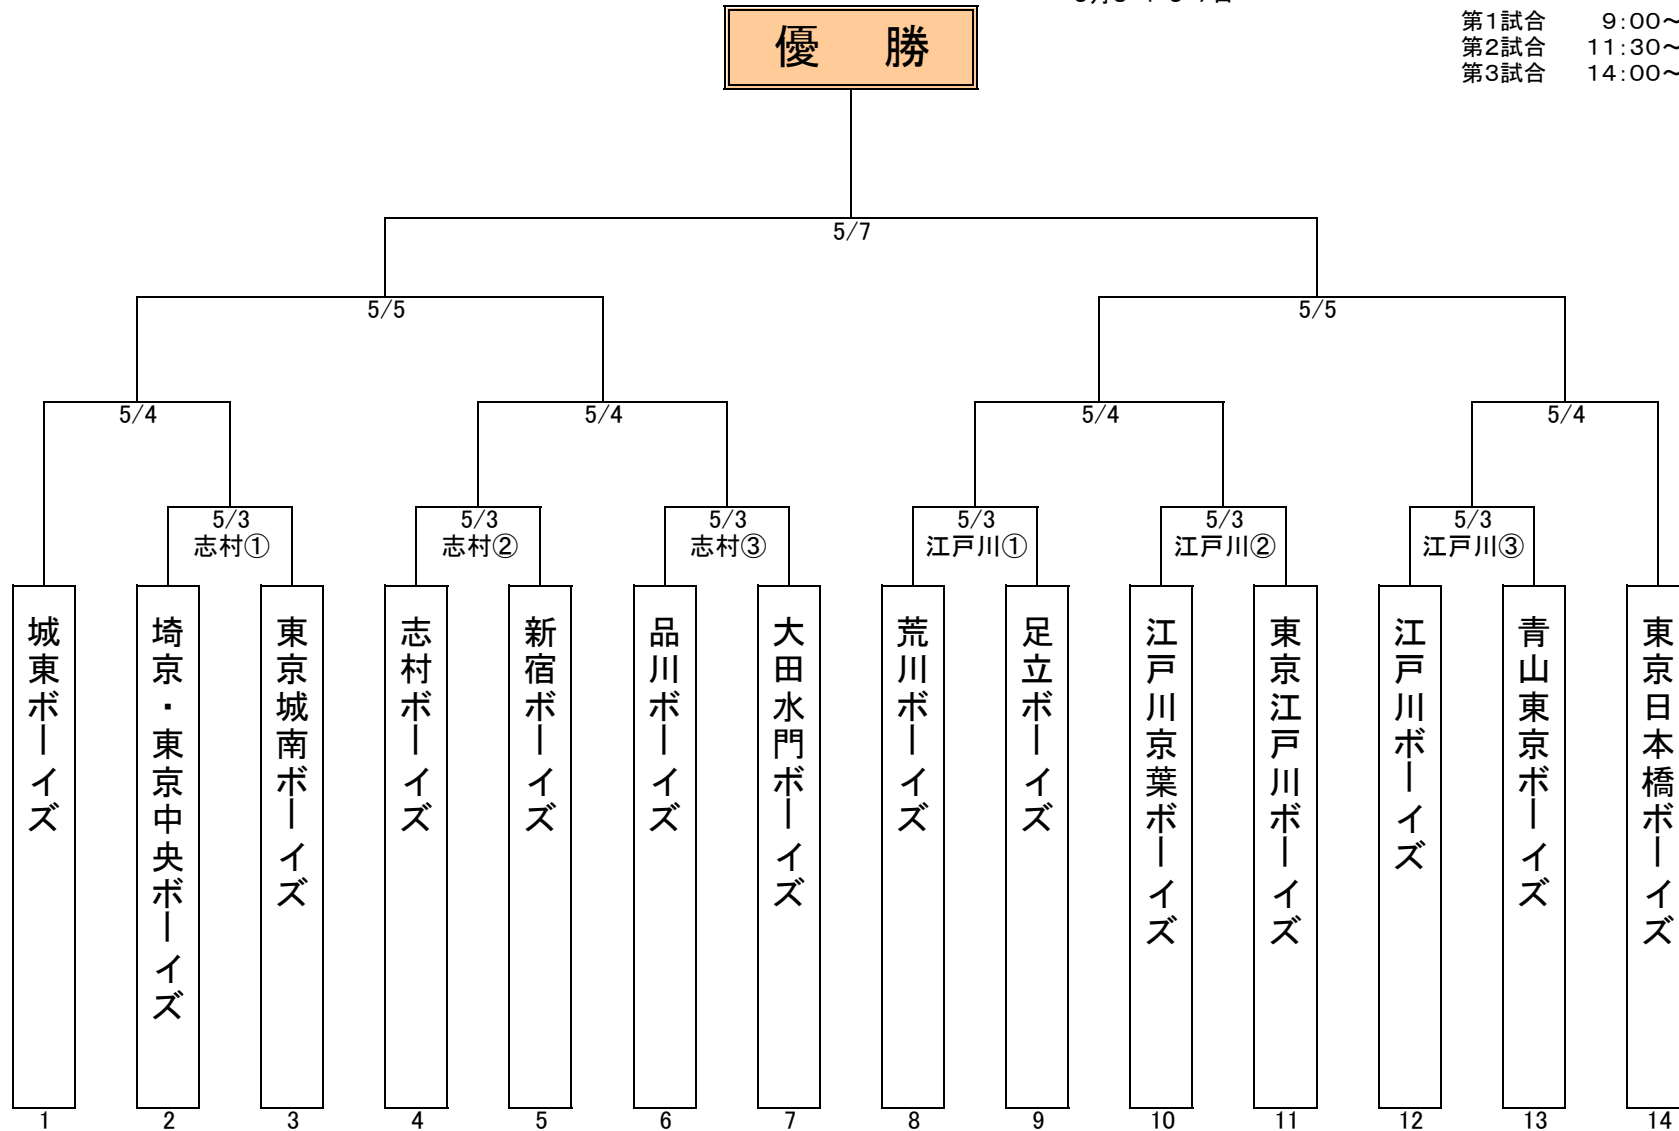 第1試合 9:00～
優 勝
第2試合 11:30～
第3試合 14:00～
5/7
5/5
5/5
5/4
5/4
5/4
5/4
5/3
志村①
5/3
志村②
5/3
志村③
5/3
江戸川①
5/3
江戸川②
5/3
江戸川③
城東ボーイズ
埼京・東京中央ボーイズ
東京城南ボーイズ
志村ボーイズ
新宿ボーイズ
品川ボーイズ
大田水門ボーイズ
荒川ボーイズ
足立ボーイズ
江戸川京葉ボーイズ
東京江戸川ボーイズ
江戸川ボーイズ
青山東京ボーイズ
東京日本橋ボーイズ
1 2 3 4 5 6 7 8 9 10 11 12 13 14